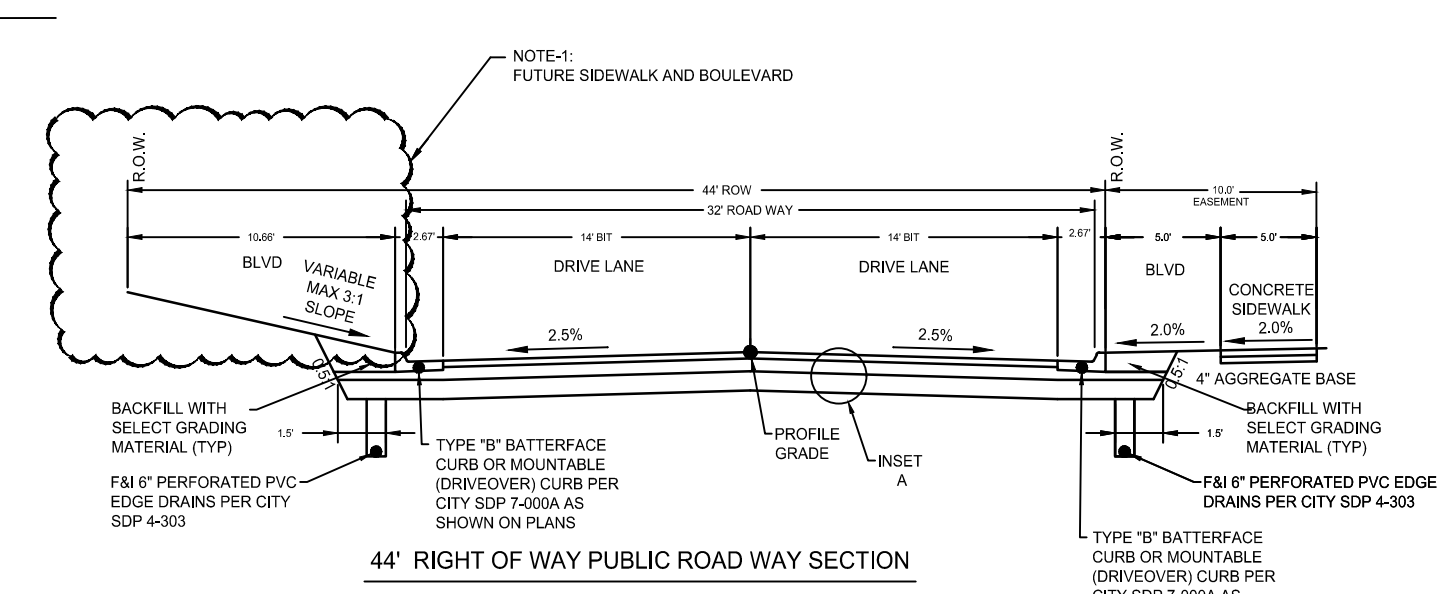 NOTE-1:
FUTURE SIDEWALK AND BOULEVARD
R.O.W.
R.O.W.
44' ROW
10.0'
EASEMENT
32' ROAD WAY
10.66'
2.67'
14' BIT
14' BIT
2.67'
5.0'
5.0'
BLVD
DRIVE LANE
DRIVE LANE
BLVD
VARIABLE
MAX 3:1
SLOPE
CONCRETE
SIDEWALK
2.5%
2.5%
2.0%
2.0%
0.5:1
0.5:1
4" AGGREGATE BASE
BACKFILL WITH
SELECT GRADING
MATERIAL (TYP)
1.5'
F&I 6" PERFORATED PVC
EDGE DRAINS PER CITY
SDP 4-303
TYPE "B" BATTERFACE
CURB OR MOUNTABLE
(DRIVEOVER) CURB PER
CITY SDP 7-000A AS
SHOWN ON PLANS
PROFILE
GRADE
INSET
A
BACKFILL WITH
SELECT GRADING
MATERIAL (TYP)
1.5'
F&I 6" PERFORATED PVC EDGE
DRAINS PER CITY SDP 4-303
TYPE "B" BATTERFACE
CURB OR MOUNTABLE
(DRIVEOVER) CURB PER
CITY SDP 7-000A AS
44' RIGHT OF WAY PUBLIC ROAD WAY SECTION